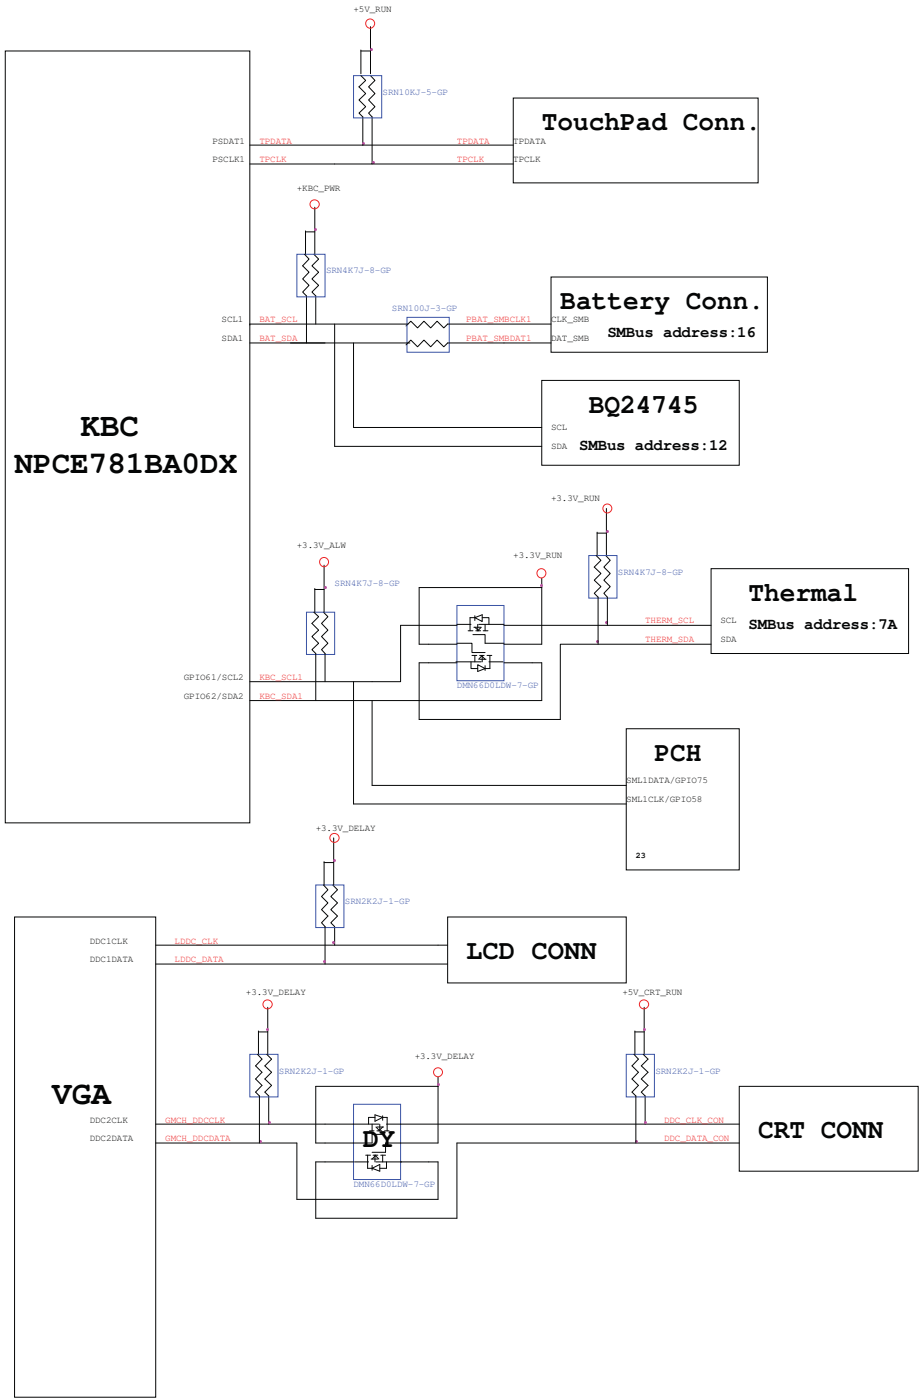 +5V_RUN
SRN10KJ-5-GP
TouchPad Conn.
PSDAT1 TPDATA TPDATA TPDATA
PSCLK1 TPCLK TPCLK TPCLK
+KBC_PWR
SRN4K7J-8-GP
Battery Conn.
SRN100J-3-GP
SCL1 BAT_SCL PBAT_SMBCLK1 CLK_SMB
SMBus address:16
SDA1 BAT_SDA PBAT_SMBDAT1 DAT_SMB
BQ24745
KBC
SCL
SDA SMBus address:12
NPCE781BA0DX
+3.3V_RUN
+3.3V_ALW
+3.3V_RUN
SRN4K7J-8-GP
SRN4K7J-8-GP
Thermal
THERM_SCL SCL
SMBus address:7A
THERM_SDA SDA
GPIO61/SCL2 KBC_SCL1
DMN66D0LDW-7-GP
GPIO62/SDA2 KBC_SDA1
PCH
SML1DATA/GPIO75
SML1CLK/GPIO58
23
+3.3V_DELAY
SRN2K2J-1-GP
DDC1CLK LDDC_CLK
LCD CONN
DDC1DATA LDDC_DATA
+3.3V_DELAY
+5V_CRT_RUN
+3.3V_DELAY
SRN2K2J-1-GP
SRN2K2J-1-GP
VGA
DDC2CLK GMCH_DDCCLK DDC_CLK_CON
CRT CONN
DDC2DATA GMCH_DDCDATA DY DDC_DATA_CON
DMN66D0LDW-7-GP